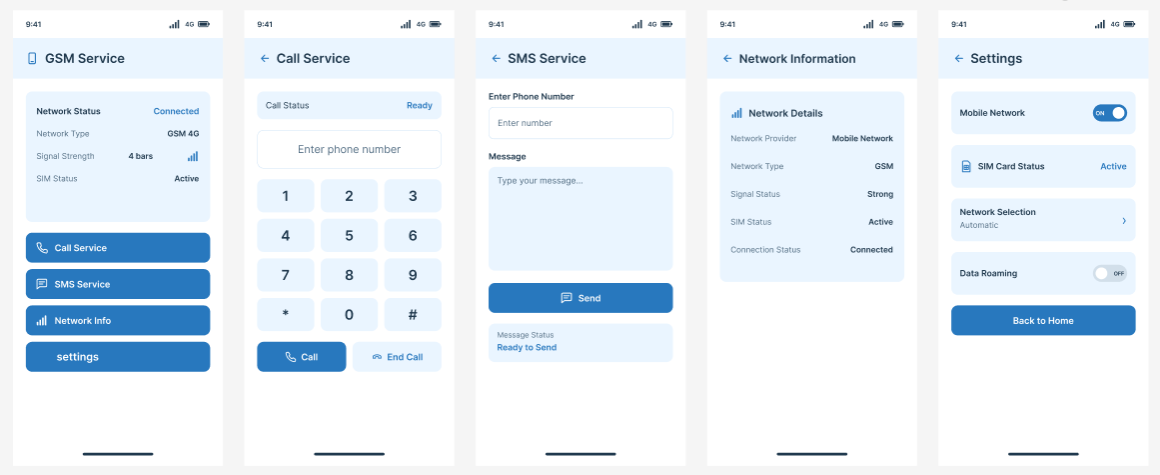 9:41 4G
GSM Service
Network Status Connected
Network Type GSM 4G
Signal Strength 4 bars
SIM Status Active
Call Service
SMS Service
Network Info
settings
9:41 4G
← Call Service
Call Status Ready
Enter phone number
1 2 3
4 5 6
7 8 9
* 0 #
Call End Call
9:41 4G
← SMS Service
Enter Phone Number
Enter number
Message
Type your message...
Send
Message Status
Ready to Send
9:41 4G
← Network Information
Network Details
Network Provider Mobile Network
Network Type GSM
Signal Status Strong
SIM Status Active
Connection Status Connected
9:41 4G
← Settings
Mobile Network ON
SIM Card Status Active
Network Selection
Automatic ›
Data Roaming OFF
Back to Home